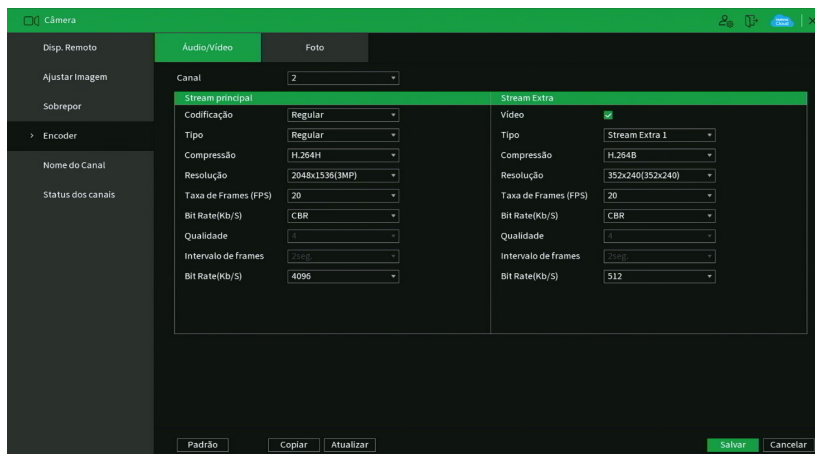 Câmera
Disp. Remoto
Ajustar Imagem
Sobrepor
Encoder
Nome do Canal
Status dos canais
Áudio/Vídeo Foto
Canal 2
Stream principal Stream Extra
Codificação Regular Vídeo
Tipo Regular Tipo Stream Extra 1
Compressão H.264H Compressão H.264B
Resolução 2048x1536(3MP) Resolução 352x240(352x240)
Taxa de Frames (FPS) 20 Taxa de Frames (FPS) 20
Bit Rate(Kb/S) CBR Bit Rate(Kb/S) CBR
Qualidade 4 Qualidade 4
Intervalo de frames 2seg. Intervalo de frames 2seg.
Bit Rate(Kb/S) 4096 Bit Rate(Kb/S) 512
Padrão Copiar Atualizar Salvar Cancelar